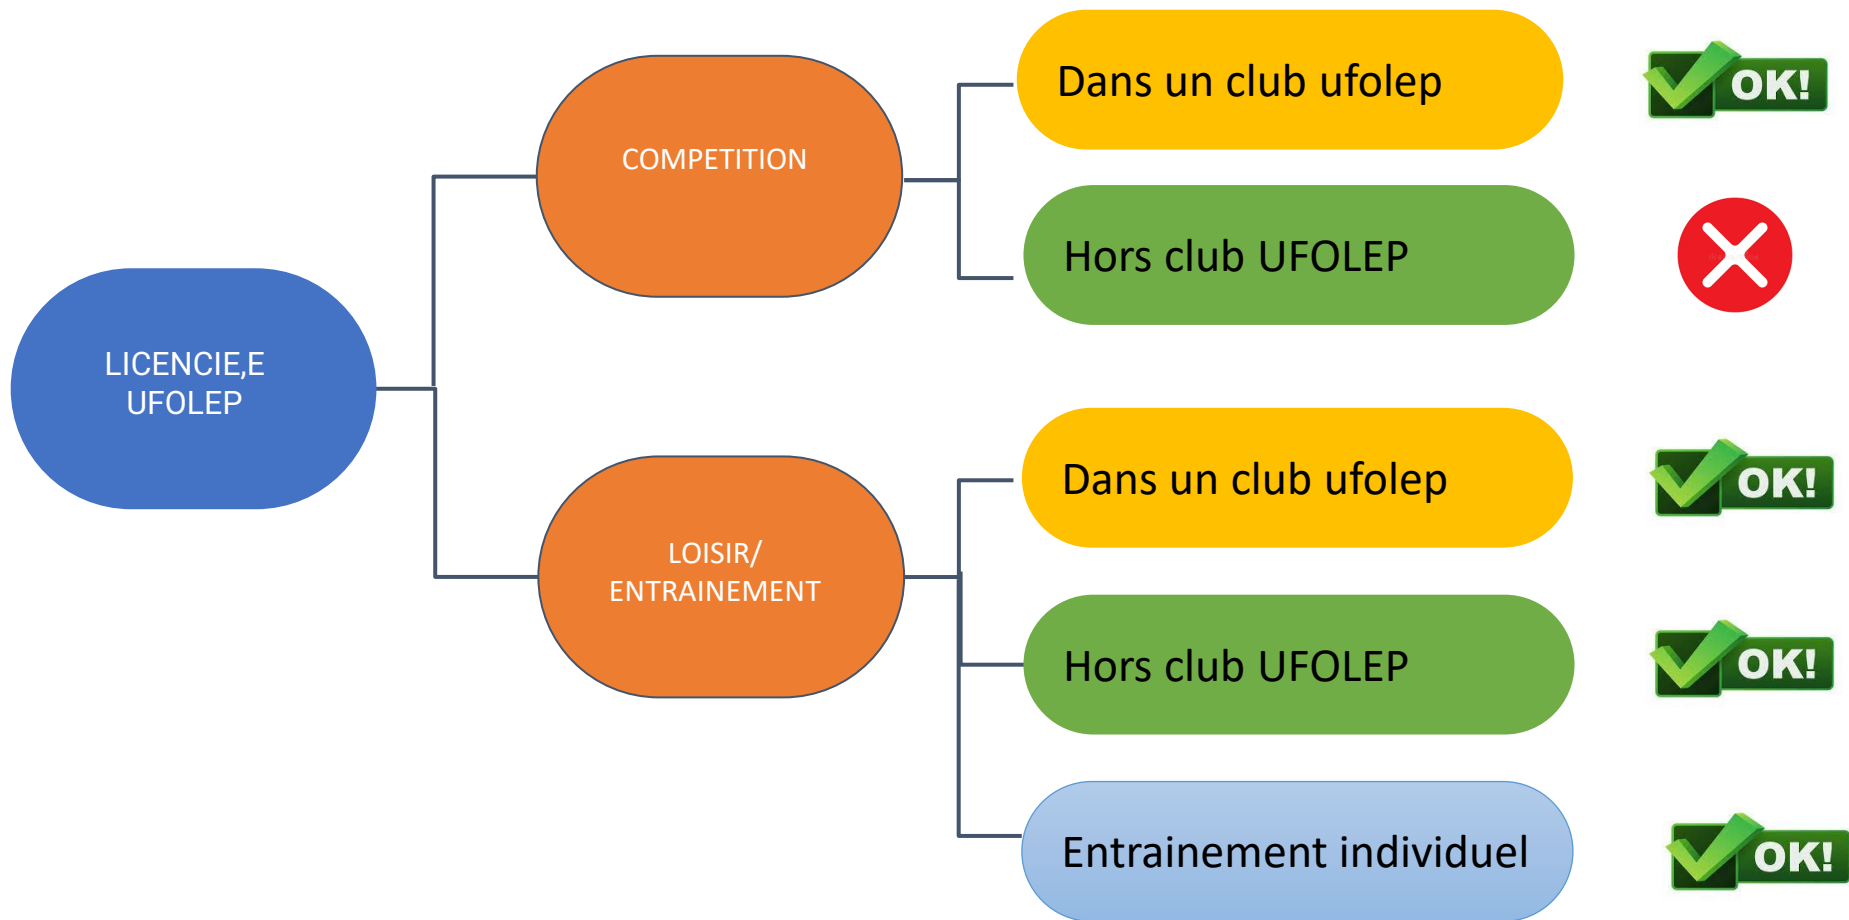 Dans un club ufolep
OK!
COMPETITION
Hors club UFOLEP
LICENCIE,E
UFOLEP
Dans un club ufolep
OK!
LOISIR/
ENTRAINEMENT
Hors club UFOLEP
OK!
Entrainement individuel
OK!